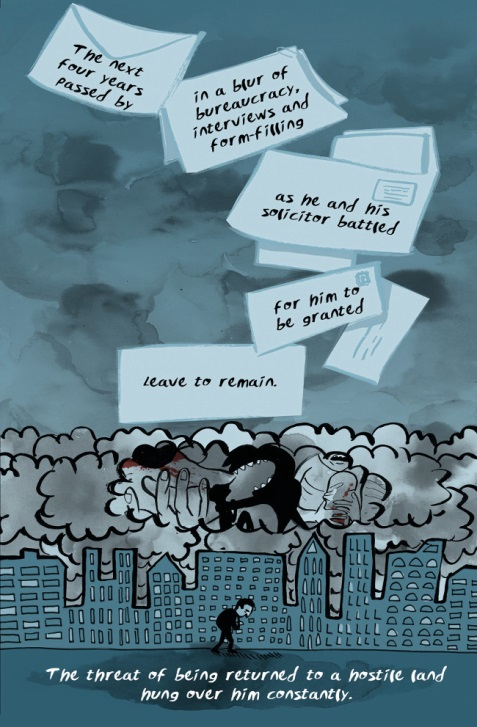 The next
four years
passed by
in a blur of
bureaucracy,
interviews and
form-filling
as he and his
solicitor battled
for him to
be granted
Leave to remain.
The threat of being returned to a hostile land
hung over him constantly.